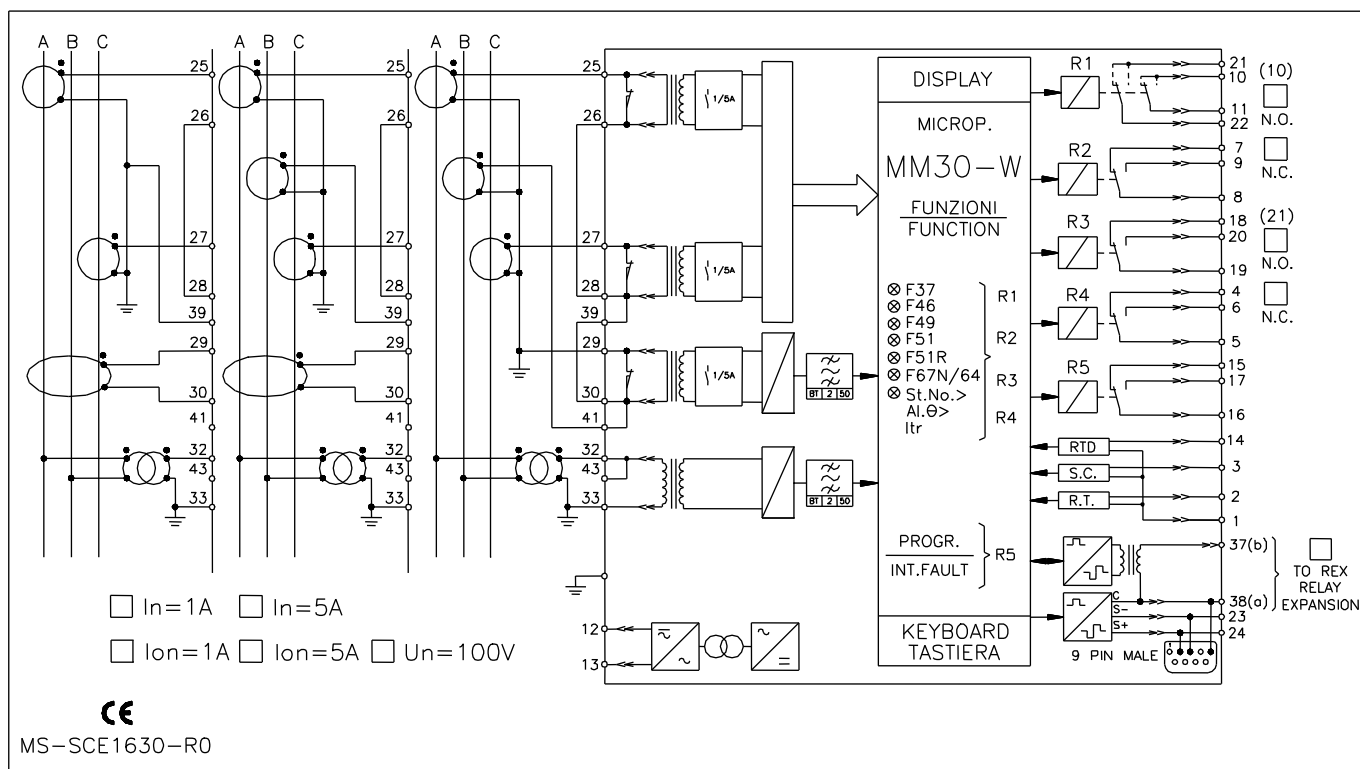 A B C
A B C
A B C
25
26
27
28
39
29
30
41
32
43
33
25
26
27
28
39
29
30
41
32
43
33
25
26
27
28
39
29
30
41
32
43
33
12
13
1/5A
1/5A
1/5A
BT 2 50
BT 2 50
DISPLAY
MICROP.
MM30-W
FUNZIONI
FUNCTION
F37
F46
F49
F51
F51R
F67N/64
St.No.>
Al.θ>
Itr
R1
R2
R3
R4
PROGR.
INT.FAULT
R5
KEYBOARD
TASTIERA
R1
R2
R3
R4
R5
RTD
S.C.
R.T.
C
S-
S+
9 PIN MALE
1
21
10
11
22
7
9
8
18
20
19
4
6
5
15
17
16
14
3
2
1
37(b)
38(a)
23
24
(10)
N.O.
N.C.
(21)
N.O.
N.C.
TO REX
RELAY
EXPANSION
In=1A In=5A
Ion=1A Ion=5A Un=100V
CE
MS-SCE1630-R0